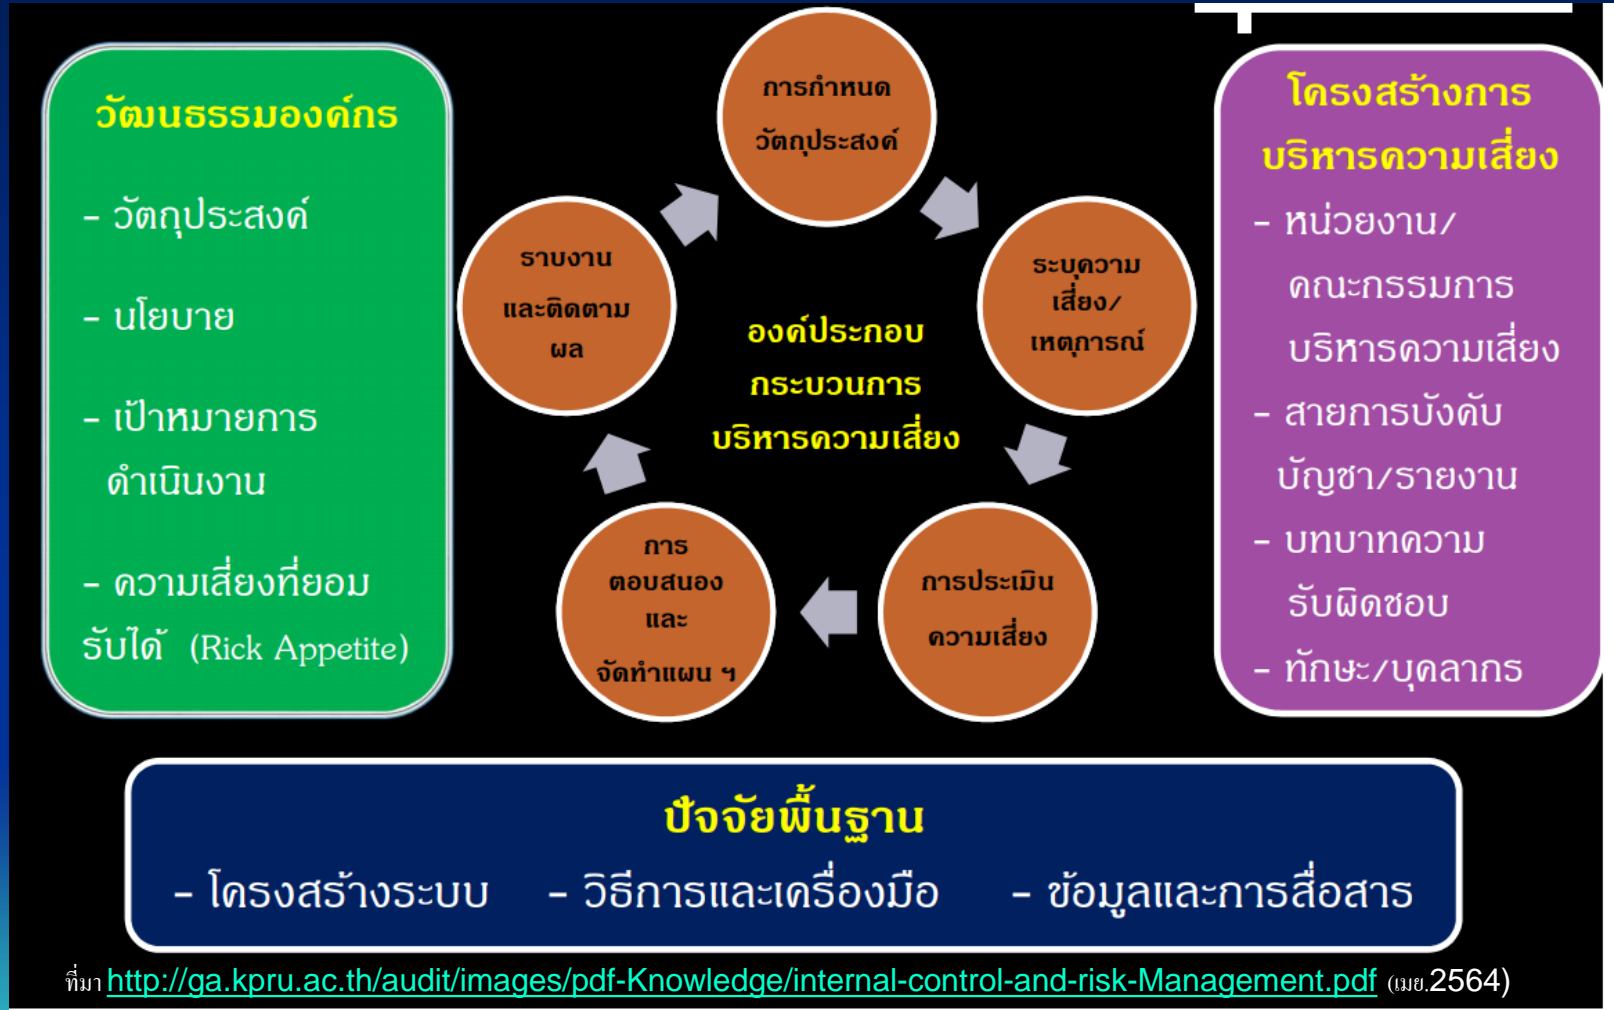 วัฒนธรรมองค์กร
- วัตถุประสงค์
- นโยบาย
- เป้าหมายการ
ดำเนินงาน
- ความเสี่ยงที่ยอม
รับได้ (Rick Appetite)
การกำหนด
วัตถุประสงค์
ระบุความ
เสี่ยง/
เหตุการณ์
การประเมิน
ความเสี่ยง
การ
ตอบสนอง
และ
จัดทำแผน ฯ
ราบงาน
และติดตาม
ผล
องค์ประกอบ
กระบวนการ
บริหารความเสี่ยง
โครงสร้างการ
บริหารความเสี่ยง
- หน่วยงาน/
คณะกรรมการ
บริหารความเสี่ยง
- สายการบังคับ
บัญชา/รายงาน
- บทบาทความ
รับผิดชอบ
- ทักษะ/บุคลากร
ปัจจัยพื้นฐาน
- โครงสร้างระบบ - วิธีการและเครื่องมือ - ข้อมูลและการสื่อสาร
ที่มา http://ga.kpru.ac.th/audit/images/pdf-Knowledge/internal-control-and-risk-Management.pdf (เมย.2564)